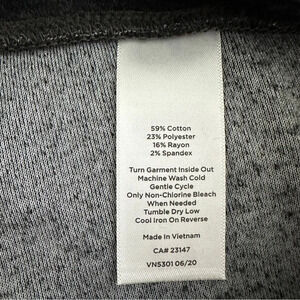 59% Cotton
23% Polyester
16% Rayon
2% Spandex
Turn Garment Inside Out
Machine Wash Cold
Gentle Cycle
Only Non-Chlorine Bleach
When Needed
Tumble Dry Low
Cool Iron On Reverse
Made In Vietnam
CA# 23147
VN5301 06/20